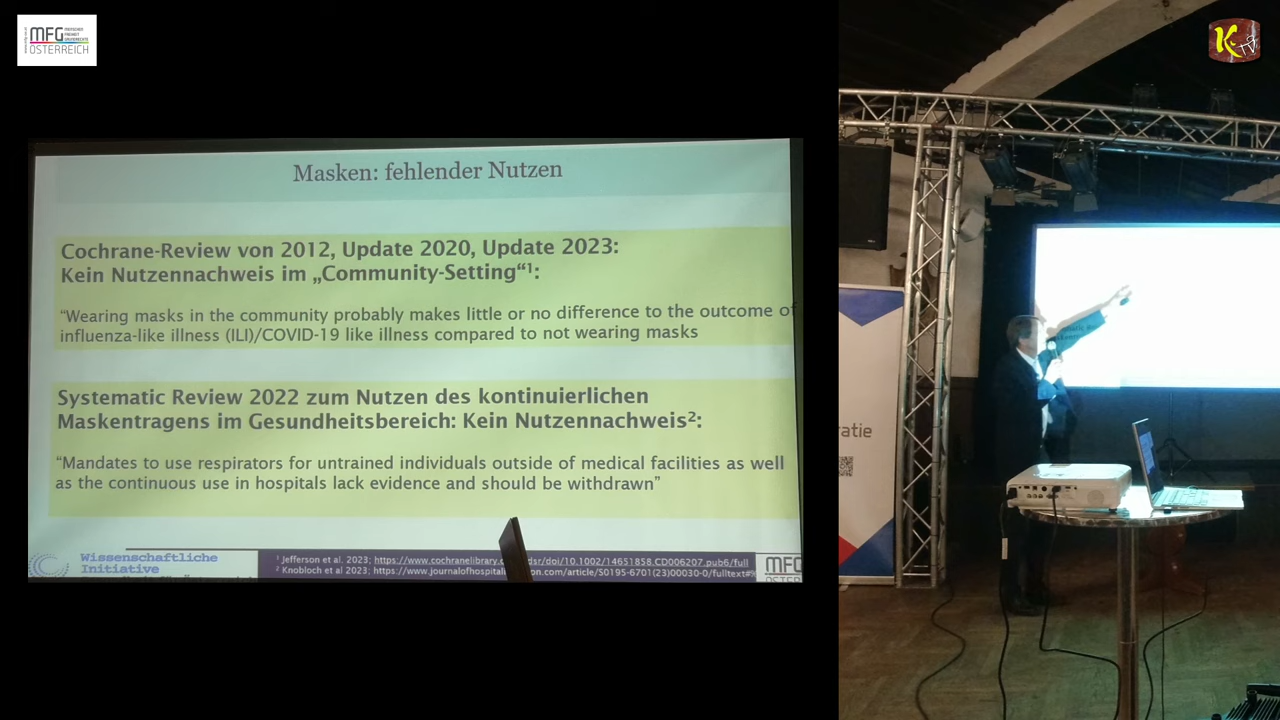 MFG
ÖSTERREICH
K
TV
Masken: fehlender Nutzen
Cochrane-Review von 2012, Update 2020, Update 2023:
Kein Nutzennachweis im „Community-Setting“¹:
“Wearing masks in the community probably makes little or no difference to the outcome of
influenza-like illness (ILI)/COVID-19 like illness compared to not wearing masks
Systematic Review 2022 zum Nutzen des kontinuierlichen
Maskentragens im Gesundheitsbereich: Kein Nutzennachweis²:
“Mandates to use respirators for untrained individuals outside of medical facilities as well
as the continuous use in hospitals lack evidence and should be withdrawn”
Wissenschaftliche
Initiative
¹ Jefferson et al. 2023; https://www.cochranelibrary.c dsr/doi/10.1002/14651858.CD006207.pub6/full
² Knobloch et al 2023; https://www.journalofhospital on.com/article/S0195-6701(23)00030-0/fulltext#
MFG
ratie